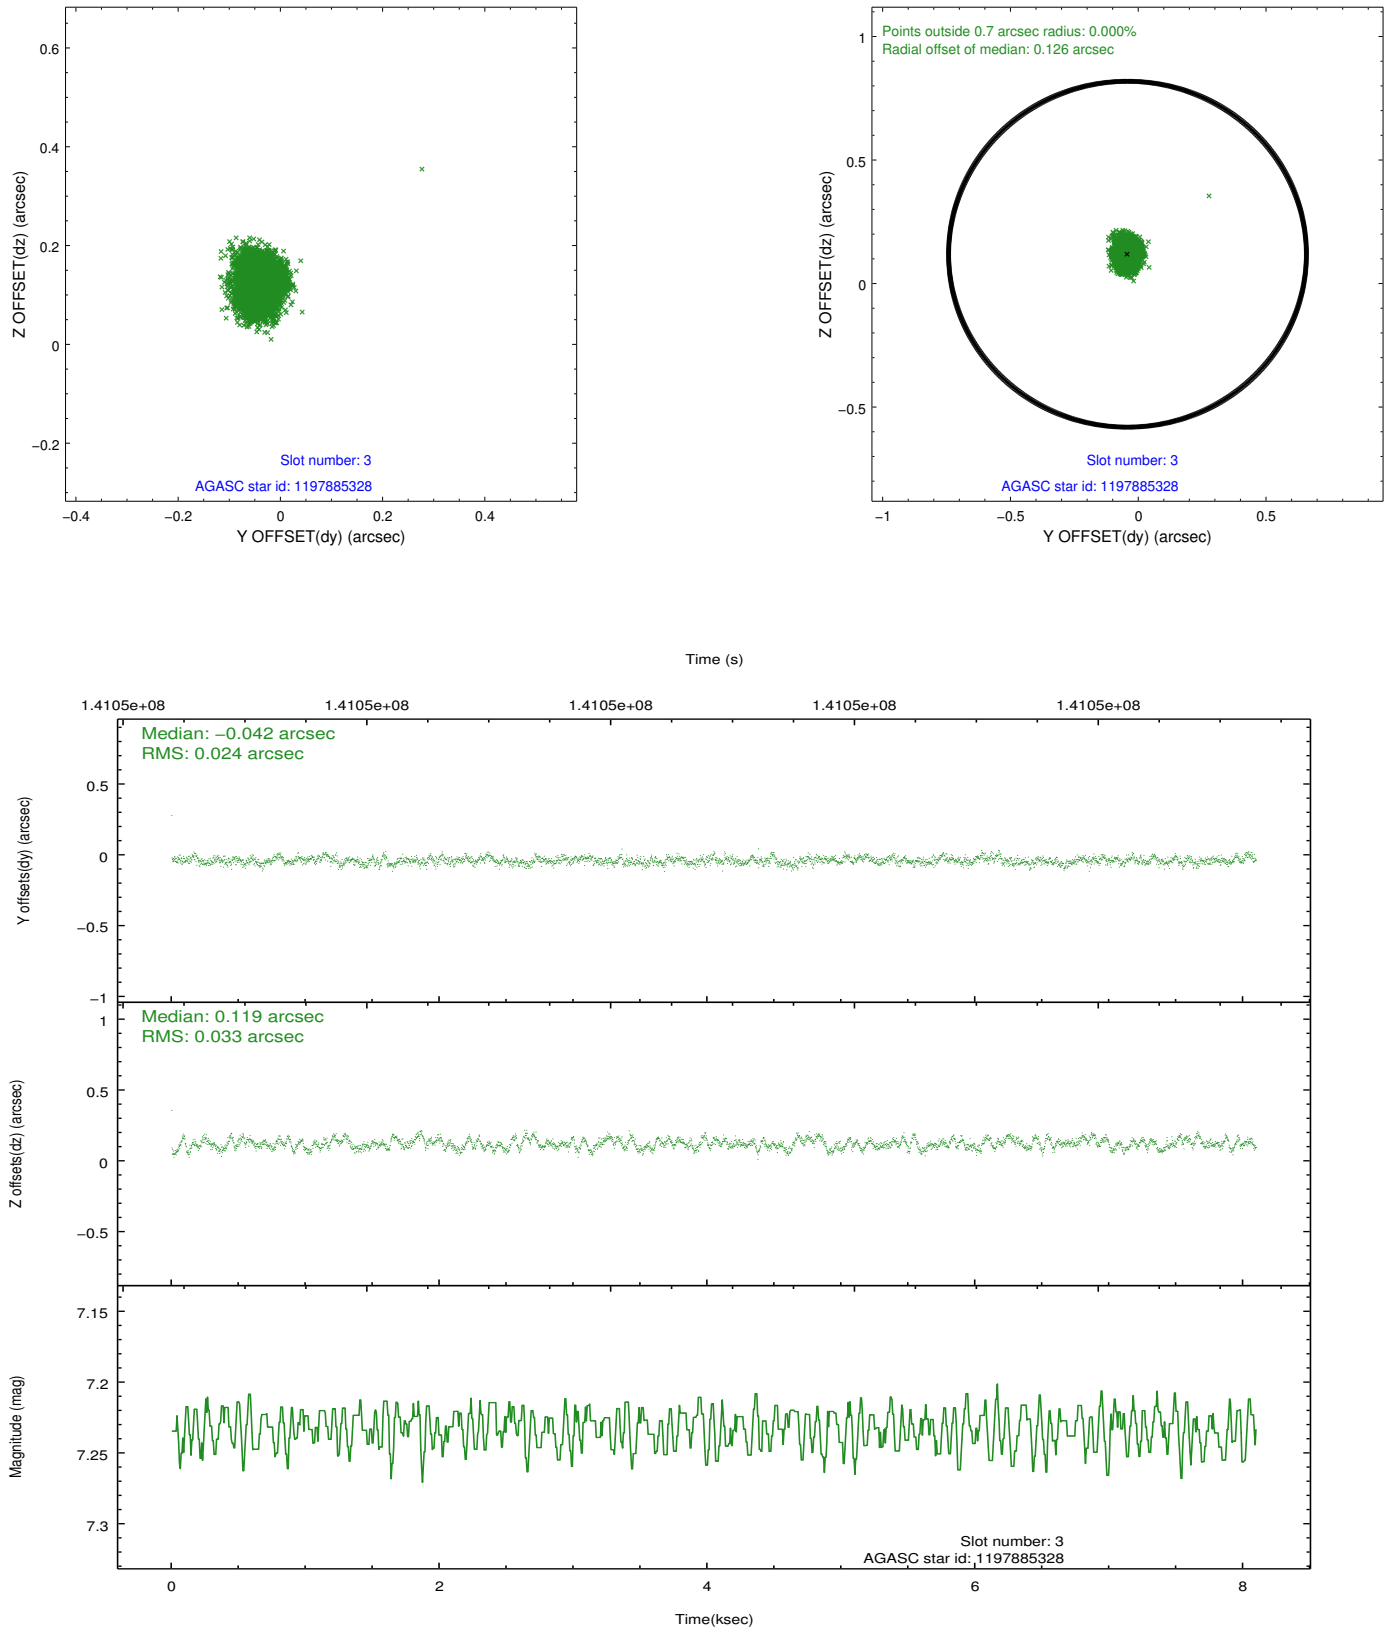 0.6
0.4
0.2
0
−0.2
Z OFFSET(dz) (arcsec)
Slot number: 3
AGASC star id: 1197885328
−0.4 −0.2 0 0.2 0.4
Y OFFSET(dy) (arcsec)
Points outside 0.7 arcsec radius: 0.000%
Radial offset of median: 0.126 arcsec
1
0.5
0
−0.5
Z OFFSET(dz) (arcsec)
Slot number: 3
AGASC star id: 1197885328
−1 −0.5 0 0.5
Y OFFSET(dy) (arcsec)
Time (s)
1.4105e+08 1.4105e+08 1.4105e+08 1.4105e+08 1.4105e+08
Median: −0.042 arcsec
RMS: 0.024 arcsec
0.5
0
−0.5
−1
Y offsets(dy) (arcsec)
Median: 0.119 arcsec
RMS: 0.033 arcsec
1
0.5
0
−0.5
Z offsets(dz) (arcsec)
7.15
7.2
7.25
7.3
Magnitude (mag)
Slot number: 3
AGASC star id: 1197885328
0 2 4 6 8
Time(ksec)